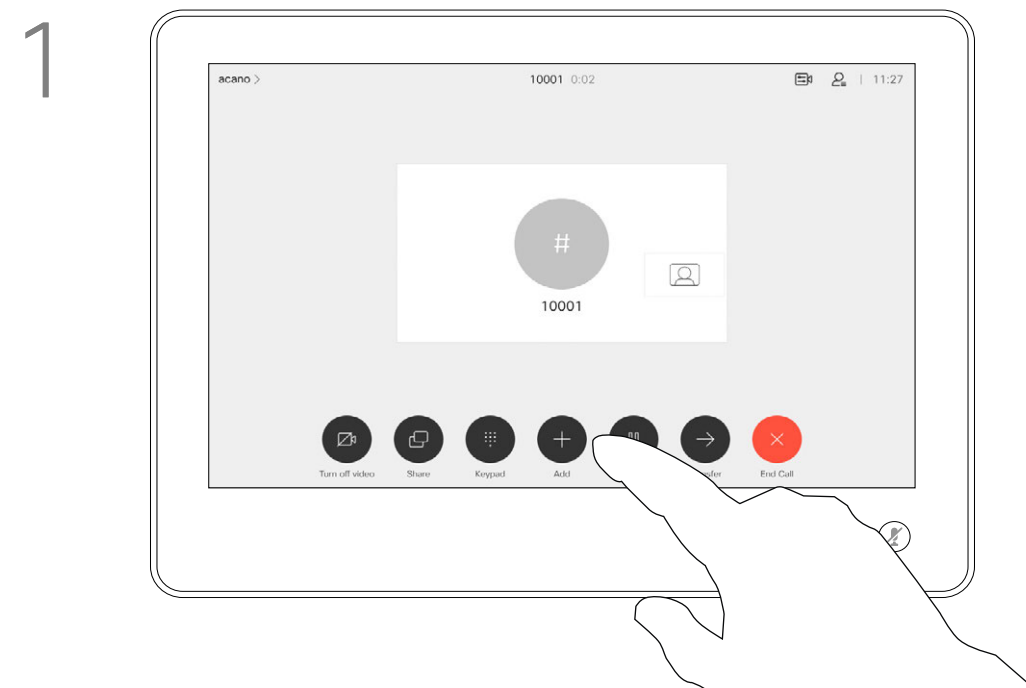 1
acano >
10001 0:02
11:27
#
10001
Turn off video
Share
Keypad
Add
End Call